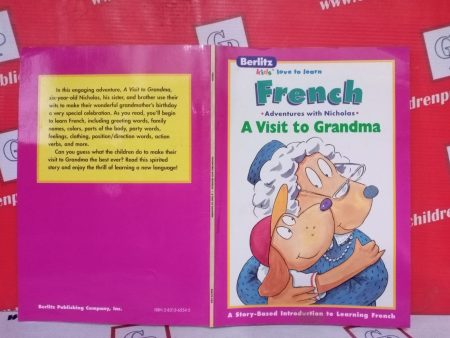 In this engaging adventure, A Visit to Grandma,
six-year-old Nicholas, his sister, and brother use their
wits to make their wonderful grandmother's birthday
a very special celebration. As you read, you'll begin
to learn French, including greeting words, family
names, colors, parts of the body, party words,
feelings, clothing, position/direction words, action
verbs, and more.
Can you guess what the children do to make their
visit to Grandma the best ever? Read this spirited
story and enjoy the thrill of learning a new language!
Berlitz Publishing Company, Inc.
Berlitz
kids love to learn
French
•Adventures with Nicholas•
A Visit to Grandma
A Story-Based Introduction to Learning French
childrenp
G